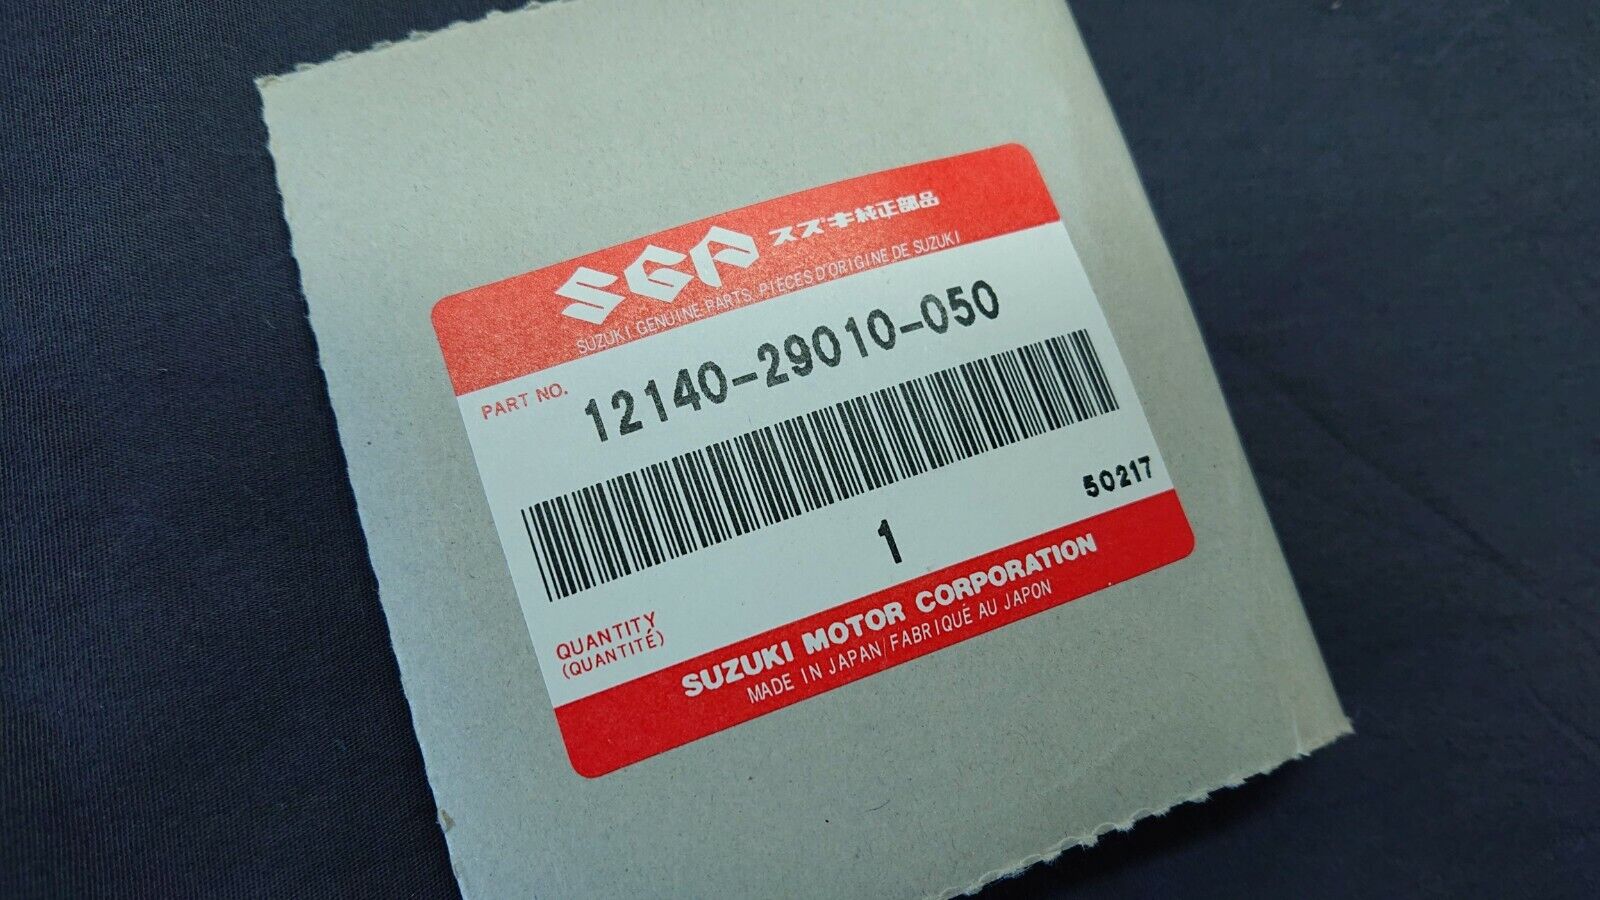 SGP スズキ純正部品
SUZUKI GENUINE PARTS, PIÈCES D'ORIGINE DE SUZUKI
PART NO. 12140-29010-050
50217
1
QUANTITY
(QUANTITÉ)
SUZUKI MOTOR CORPORATION
MADE IN JAPAN/FABRIQUÉ AU JAPON